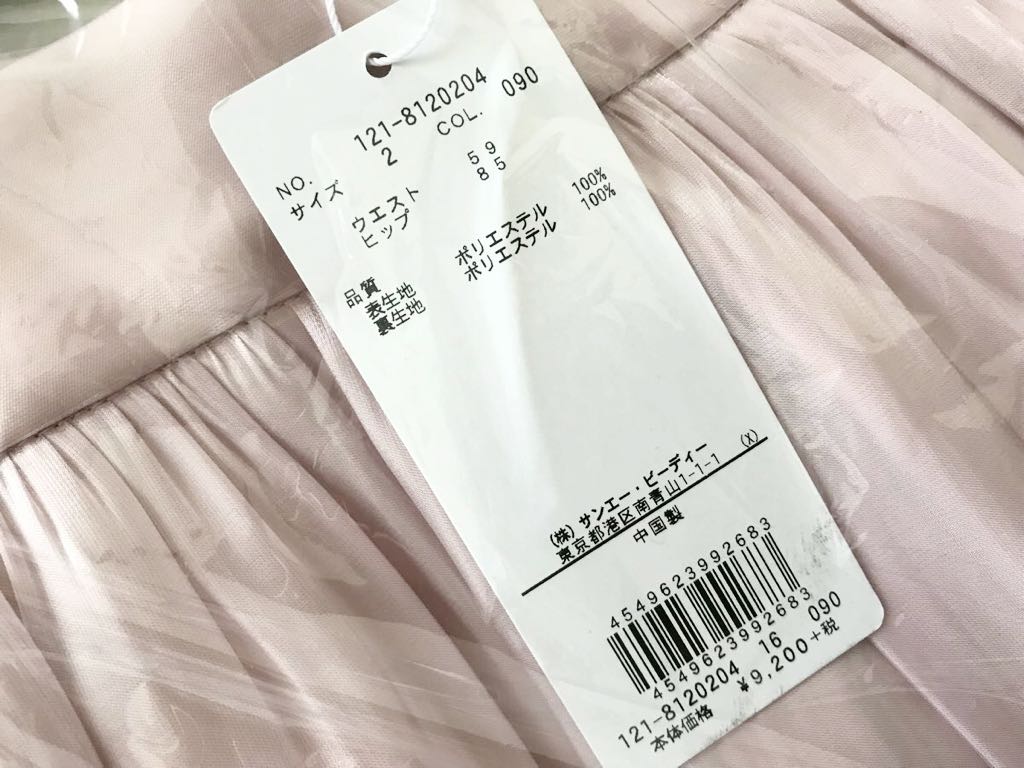 NO. 121-8120204
サイズ 2 COL. 090
ウエスト 59
ヒップ 85
品質
表生地 ポリエステル 100%
裏生地 ポリエステル 100%
(株)サンエー・ビーディー
東京都港区南青山1-1-1 (X)
中国製
4549623992683
4549623992683
121-8120204 16 090
本体価格 ¥9,200+税